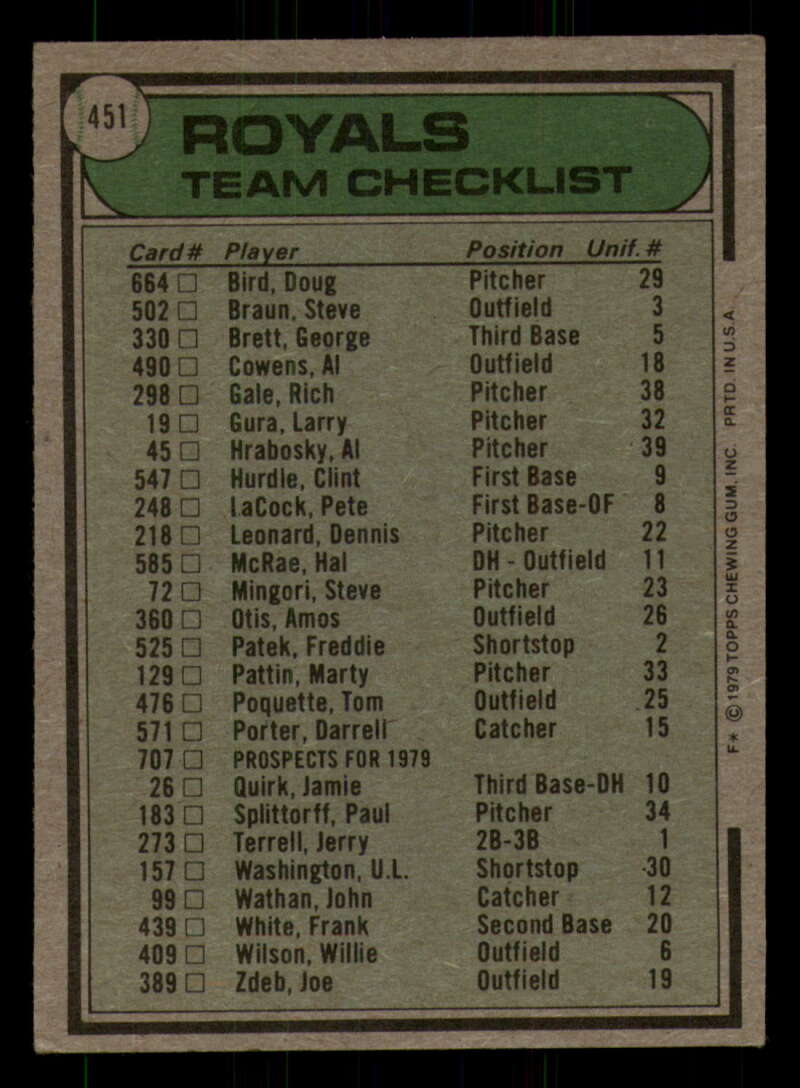 451
ROYALS
TEAM CHECKLIST
Card# Player Position Unif.#
664 □ Bird, Doug Pitcher 29
502 □ Braun, Steve Outfield 3
330 □ Brett, George Third Base 5
490 □ Cowens, Al Outfield 18
298 □ Gale, Rich Pitcher 38
19 □ Gura, Larry Pitcher 32
45 □ Hrabosky, Al Pitcher 39
547 □ Hurdle, Clint First Base 9
248 □ LaCock, Pete First Base-OF 8
218 □ Leonard, Dennis Pitcher 22
585 □ McRae, Hal DH - Outfield 11
72 □ Mingori, Steve Pitcher 23
360 □ Otis, Amos Outfield 26
525 □ Patek, Freddie Shortstop 2
129 □ Pattin, Marty Pitcher 33
476 □ Poquette, Tom Outfield 25
571 □ Porter, Darrell Catcher 15
707 □ PROSPECTS FOR 1979
26 □ Quirk, Jamie Third Base-DH 10
183 □ Splittorff, Paul Pitcher 34
273 □ Terrell, Jerry 2B-3B 1
157 □ Washington, U.L. Shortstop 30
99 □ Wathan, John Catcher 12
439 □ White, Frank Second Base 20
409 □ Wilson, Willie Outfield 6
389 □ Zdeb, Joe Outfield 19
F* © 1979 TOPPS CHEWING GUM, INC. PRTD. IN U.S.A.